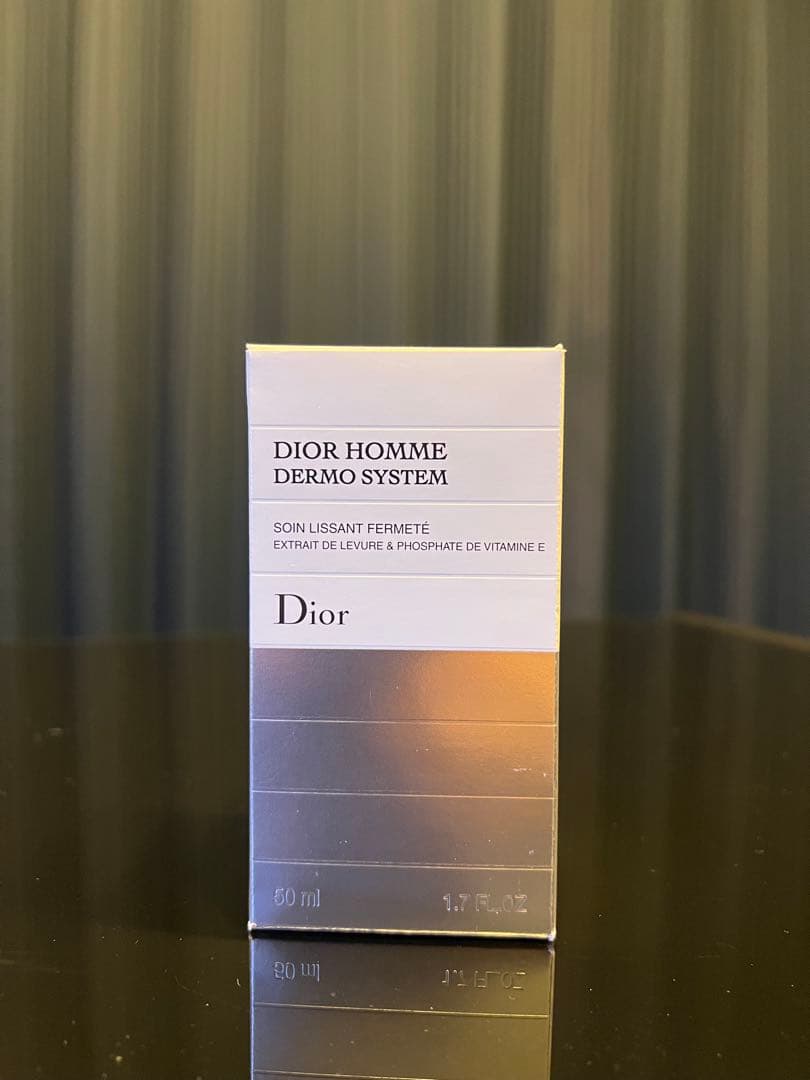 DIOR HOMME
DERMO SYSTEM
SOIN LISSANT FERMETÉ
EXTRAIT DE LEVURE & PHOSPHATE DE VITAMINE E
Dior
50 ml 1.7 FL.OZ